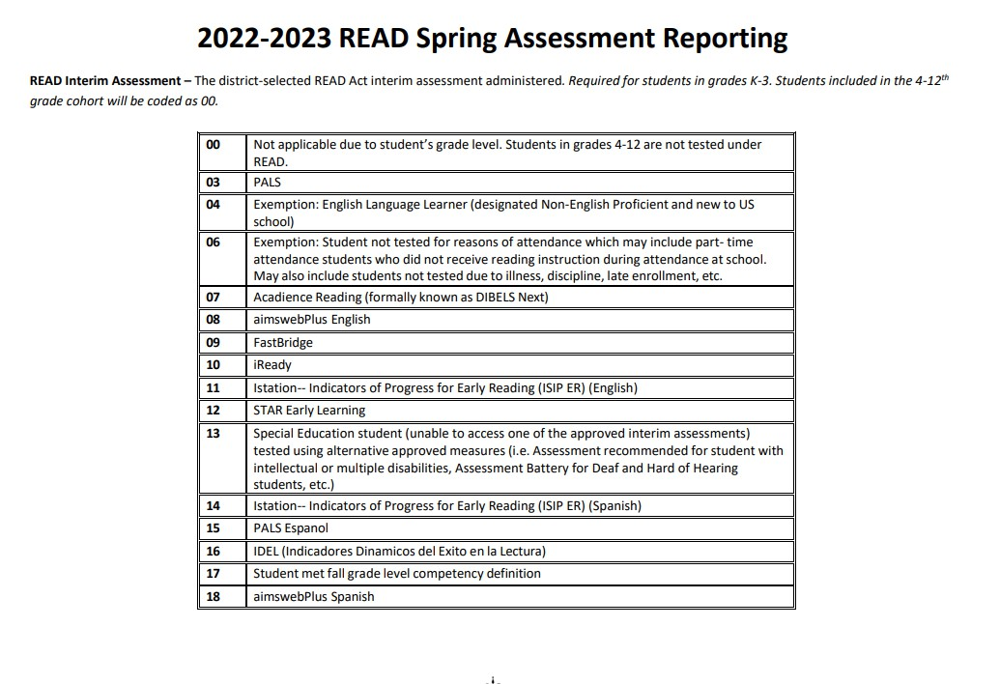 2022-2023 READ Spring Assessment Reporting
READ Interim Assessment – The district-selected READ Act interim assessment administered. Required for students in grades K-3. Students included in the 4-12th
grade cohort will be coded as 00.
00 Not applicable due to student's grade level. Students in grades 4-12 are not tested under
READ.
03 PALS
04 Exemption: English Language Learner (designated Non-English Proficient and new to US
school)
06 Exemption: Student not tested for reasons of attendance which may include part- time
attendance students who did not receive reading instruction during attendance at school.
May also include students not tested due to illness, discipline, late enrollment, etc.
07 Acadience Reading (formally known as DIBELS Next)
08 aimswebPlus English
09 FastBridge
10 iReady
11 Istation-- Indicators of Progress for Early Reading (ISIP ER) (English)
12 STAR Early Learning
13 Special Education student (unable to access one of the approved interim assessments)
tested using alternative approved measures (i.e. Assessment recommended for student with
intellectual or multiple disabilities, Assessment Battery for Deaf and Hard of Hearing
students, etc.)
14 Istation-- Indicators of Progress for Early Reading (ISIP ER) (Spanish)
15 PALS Espanol
16 IDEL (Indicadores Dinamicos del Exito en la Lectura)
17 Student met fall grade level competency definition
18 aimswebPlus Spanish